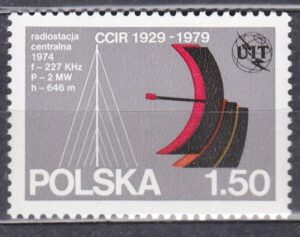 radiostacja
centralna
1974
f – 227 KHz
P – 2 MW
h – 646 m
CCIR 1929 - 1979
UIT
POLSKA 1.50